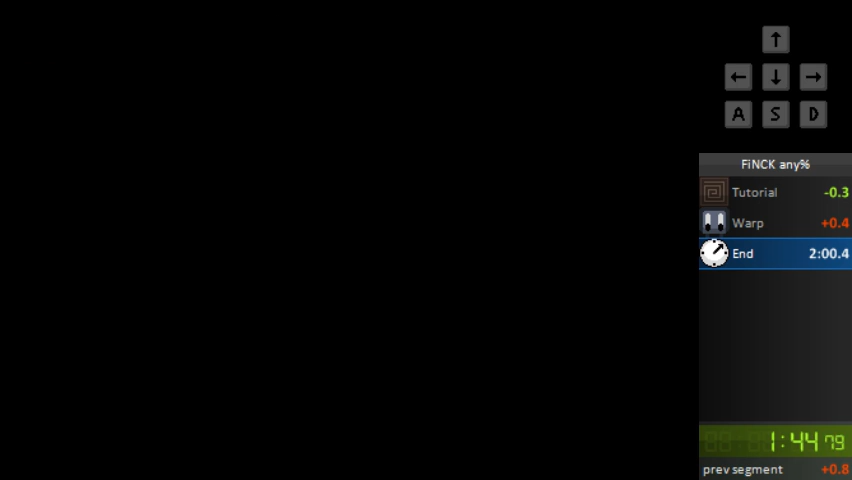 ↑
← ↓ →
A S D
FiNCK any%
Tutorial -0.3
Warp +0.4
End 2:00.4
1:44 79
prev segment +0.8